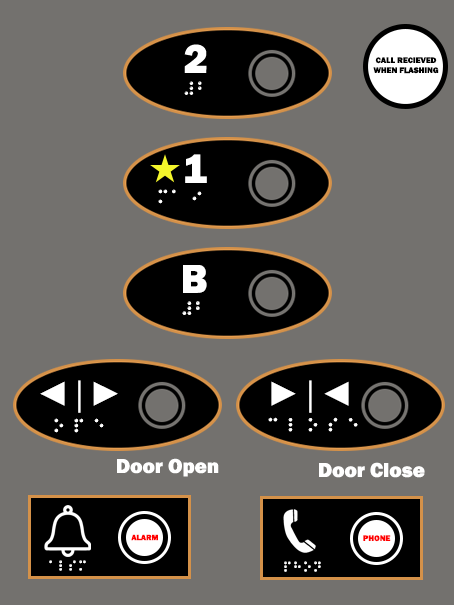 2
CALL RECIEVED
WHEN FLASHING
1
B
Door Open
Door Close
ALARM
PHONE